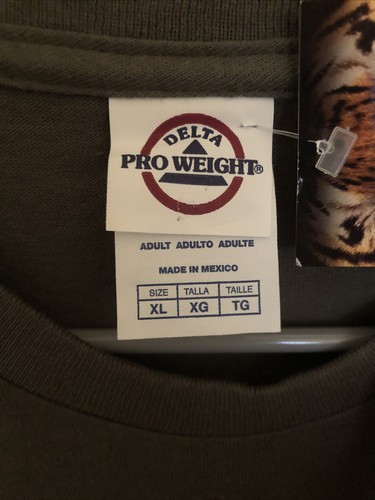 DELTA
PRO WEIGHT®
ADULT ADULTO ADULTE
MADE IN MEXICO
SIZE TALLA TAILLE
XL XG TG